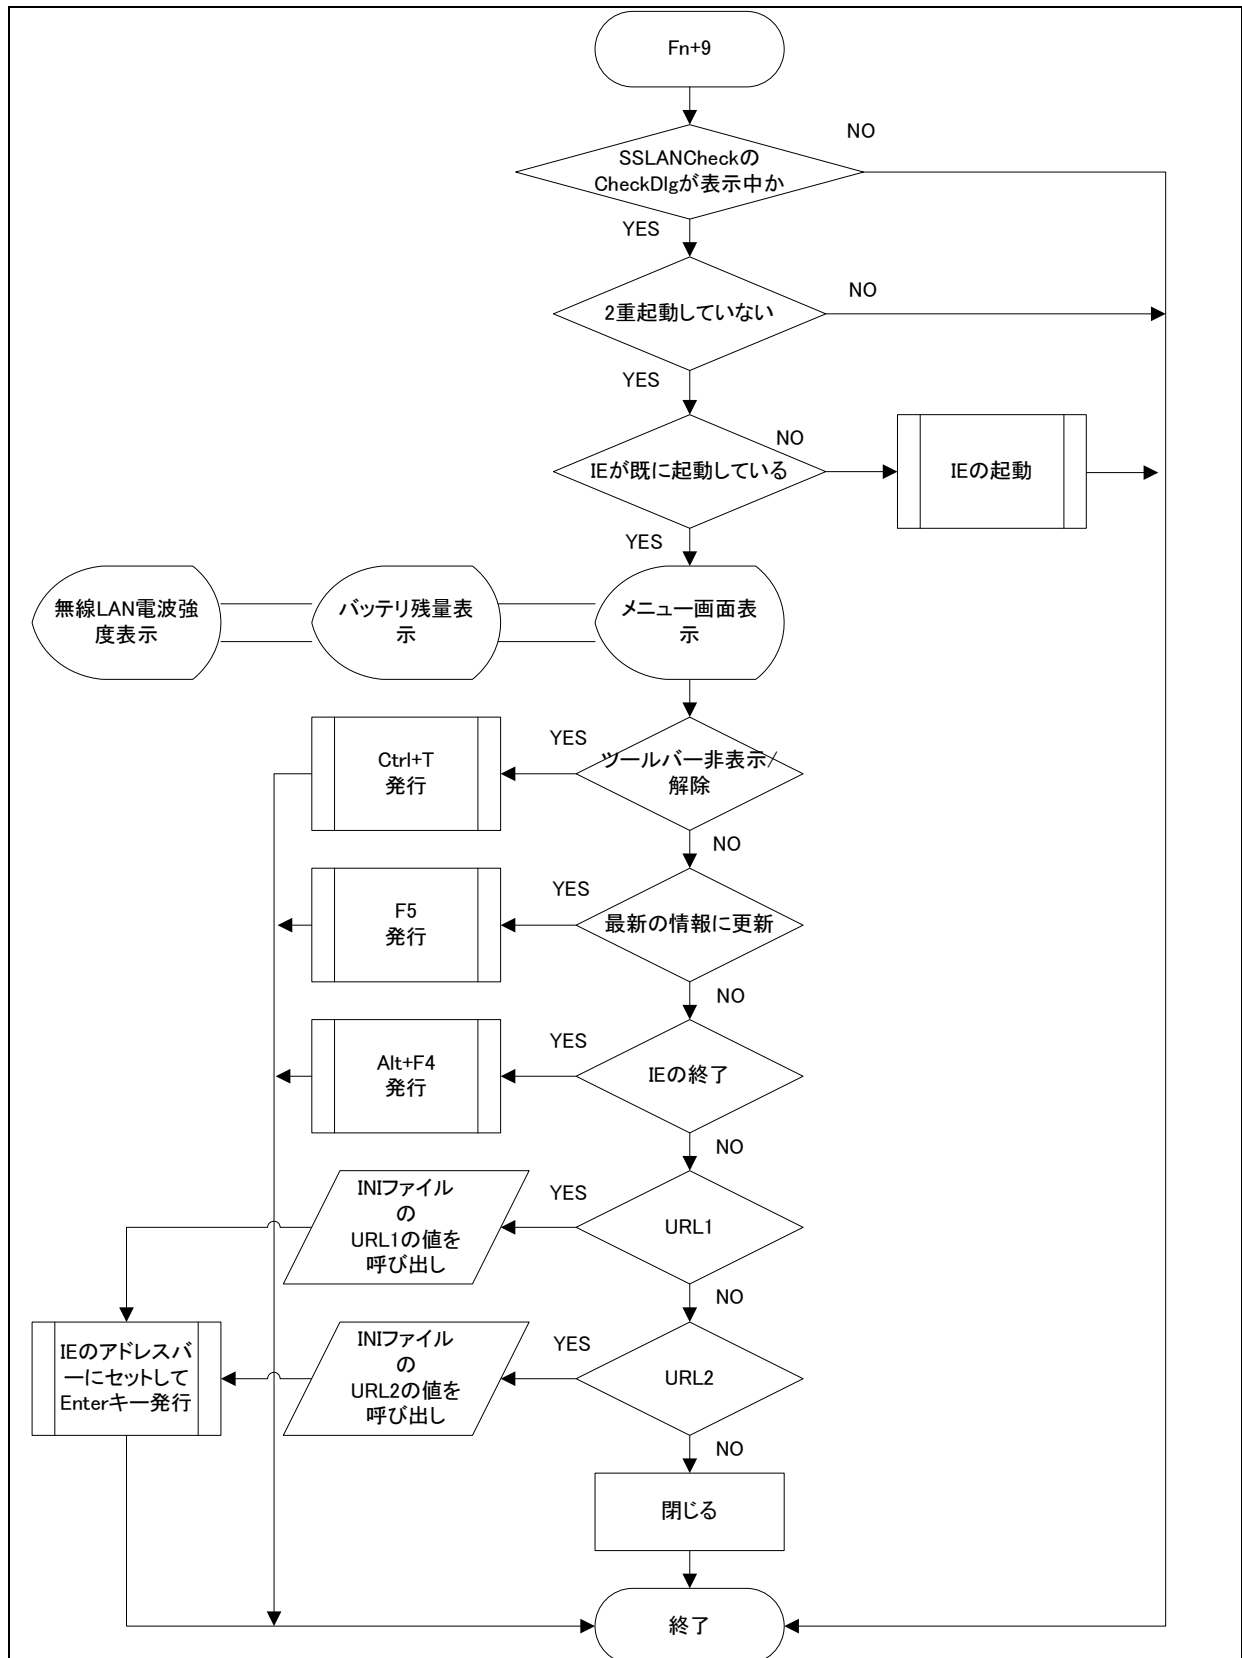 Fn+9
NO
SSLANCheckの
CheckDlgが表示中か
YES
NO
2重起動していない
YES
NO
IEが既に起動している
IEの起動
YES
無線LAN電波強
度表示
バッテリ残量表
示
メニュー画面表
示
YES
Ctrl+T
発行
ツールバー非表示/
解除
NO
YES
F5
発行
最新の情報に更新
NO
YES
Alt+F4
発行
IEの終了
NO
YES
INIファイル
の
URL1の値を
呼び出し
URL1
NO
IEのアドレスバ
ーにセットして
Enterキー発行
YES
INIファイル
の
URL2の値を
呼び出し
URL2
NO
閉じる
終了